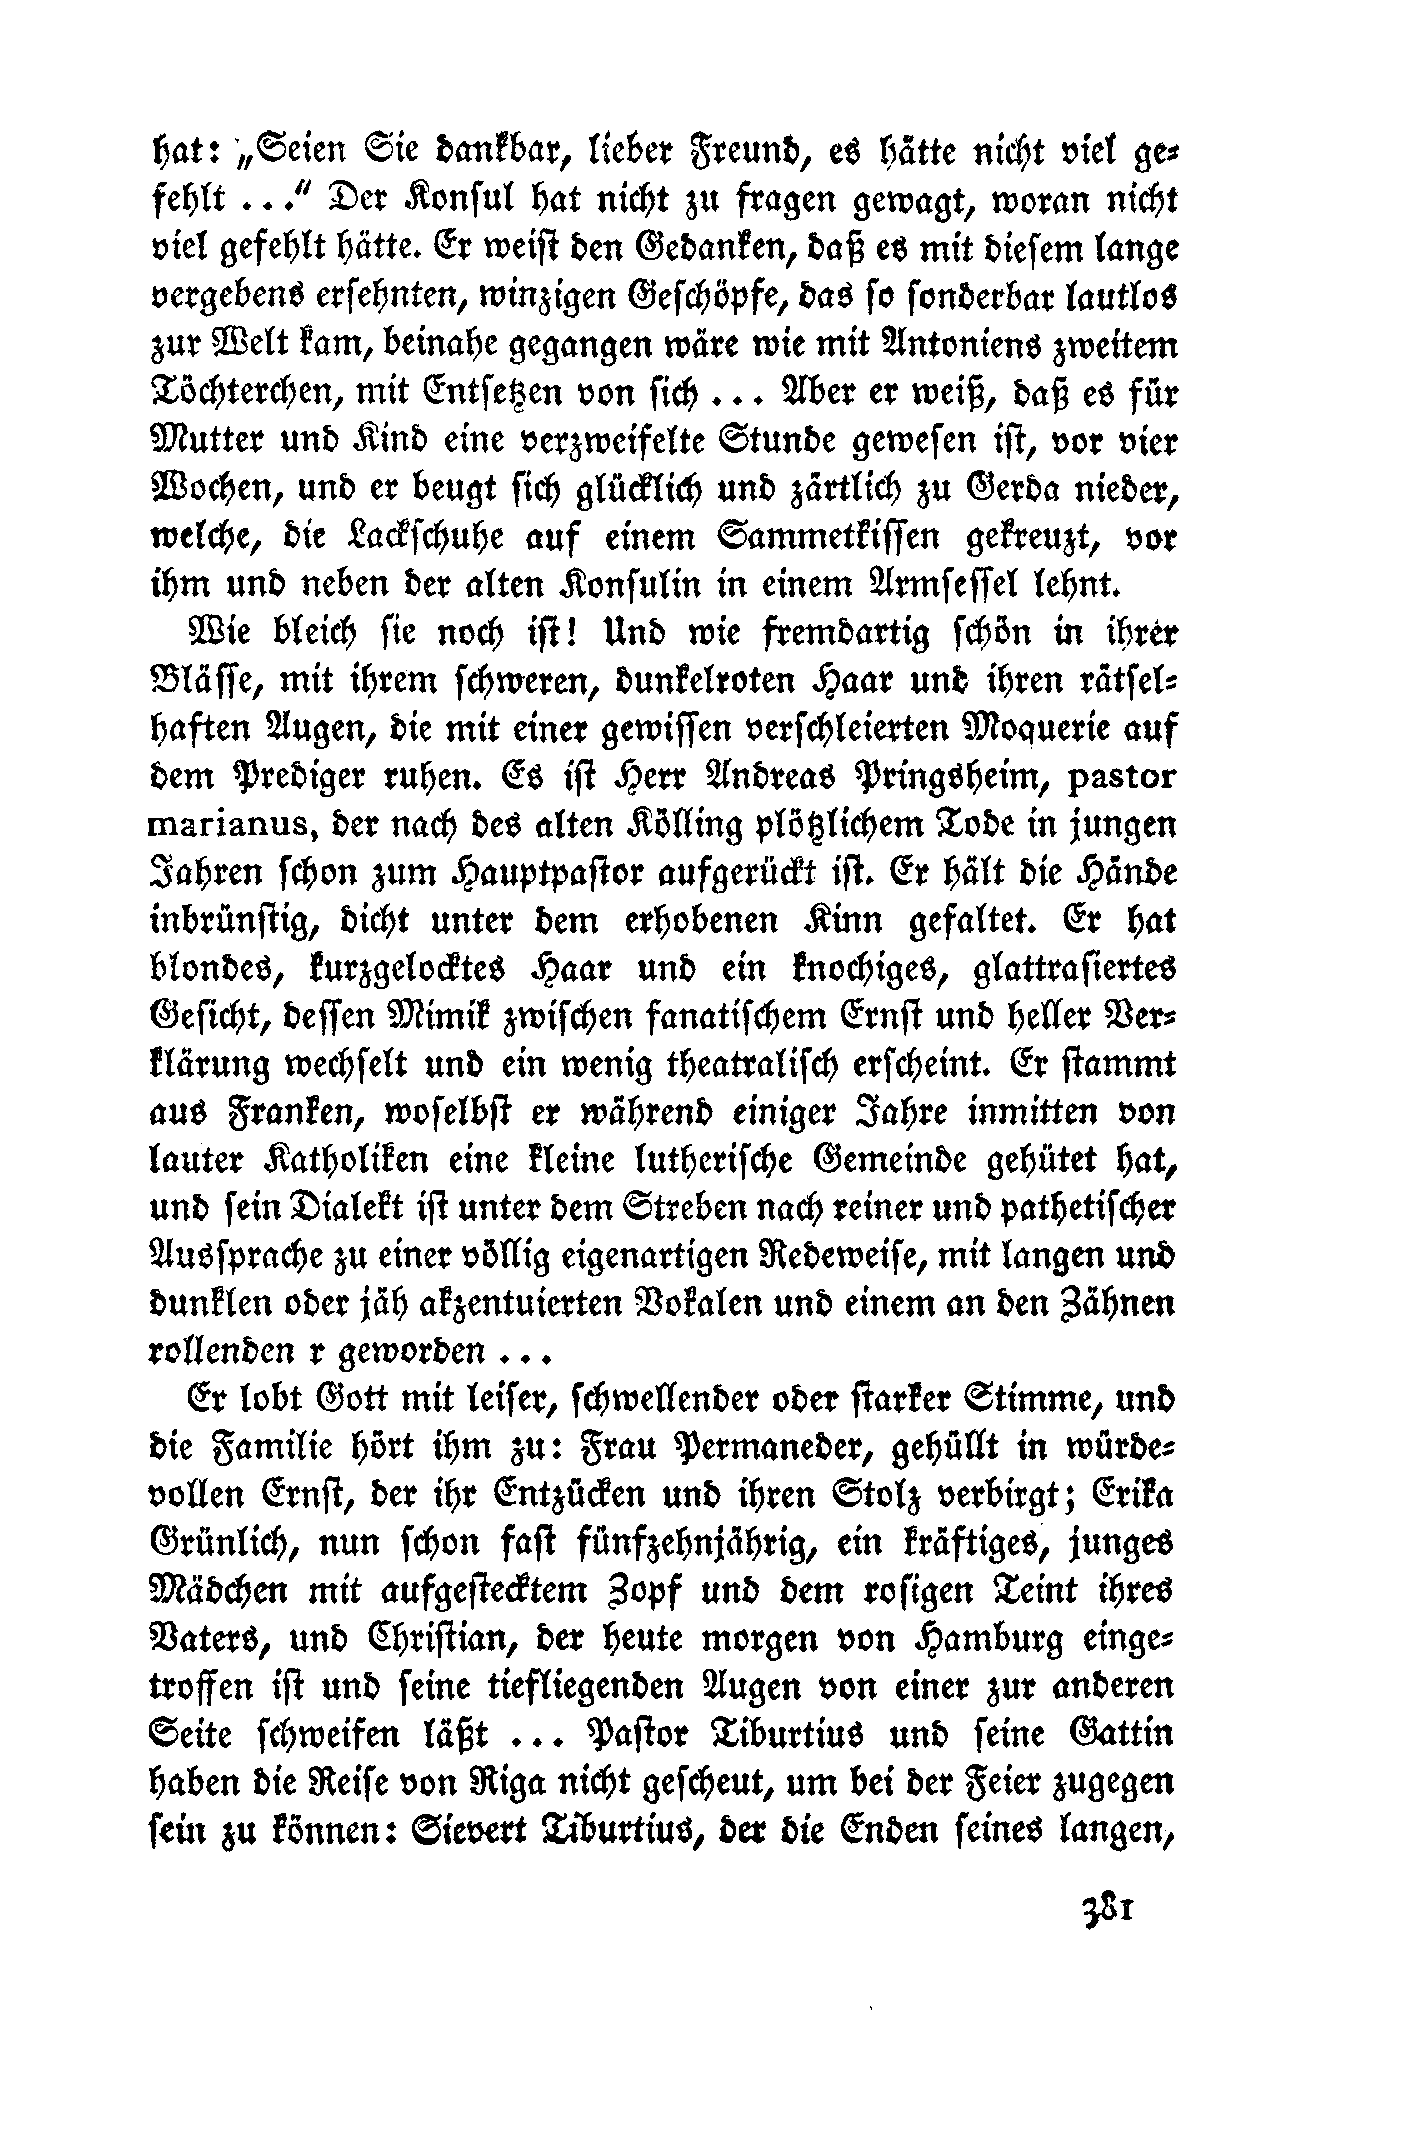 hat: „Seien Sie dankbar, lieber Freund, es hätte nicht viel ge-
fehlt ...“ Der Konsul hat nicht zu fragen gewagt, woran nicht
viel gefehlt hätte. Er weist den Gedanken, daß es mit diesem lange
vergebens ersehnten, winzigen Geschöpfe, das so sonderbar lautlos
zur Welt kam, beinahe gegangen wäre wie mit Antoniens zweitem
Töchterchen, mit Entsetzen von sich ... Aber er weiß, daß es für
Mutter und Kind eine verzweifelte Stunde gewesen ist, vor vier
Wochen, und er beugt sich glücklich und zärtlich zu Gerda nieder,
welche, die Lackschuhe auf einem Sammetkissen gekreuzt, vor
ihm und neben der alten Konsulin in einem Armsessel lehnt.
Wie bleich sie noch ist! Und wie fremdartig schön in ihrer
Blässe, mit ihrem schweren, dunkelroten Haar und ihren rätsel-
haften Augen, die mit einer gewissen verschleierten Moquerie auf
dem Prediger ruhen. Es ist Herr Andreas Pringsheim, pastor
marianus, der nach des alten Kölling plötzlichem Tode in jungen
Jahren schon zum Hauptpastor aufgerückt ist. Er hält die Hände
inbrünstig, dicht unter dem erhobenen Kinn gefaltet. Er hat
blondes, kurzgelocktes Haar und ein knochiges, glattrasiertes
Gesicht, dessen Mimik zwischen fanatischem Ernst und heller Ver-
klärung wechselt und ein wenig theatralisch erscheint. Er stammt
aus Franken, woselbst er während einiger Jahre inmitten von
lauter Katholiken eine kleine lutherische Gemeinde gehütet hat,
und sein Dialekt ist unter dem Streben nach reiner und pathetischer
Aussprache zu einer völlig eigenartigen Redeweise, mit langen und
dunklen oder jäh akzentuierten Vokalen und einem an den Zähnen
rollenden r geworden ...
Er lobt Gott mit leiser, schwellender oder starker Stimme, und
die Familie hört ihm zu: Frau Permaneder, gehüllt in würde-
vollen Ernst, der ihr Entzücken und ihren Stolz verbirgt; Erika
Grünlich, nun schon fast fünfzehnjährig, ein kräftiges, junges
Mädchen mit aufgestecktem Zopf und dem rosigen Teint ihres
Vaters, und Christian, der heute morgen von Hamburg einge-
troffen ist und seine tiefliegenden Augen von einer zur anderen
Seite schweifen läßt ... Pastor Tiburtius und seine Gattin
haben die Reise von Riga nicht gescheut, um bei der Feier zugegen
sein zu können: Sievert Tiburtius, der die Enden seines langen,
381